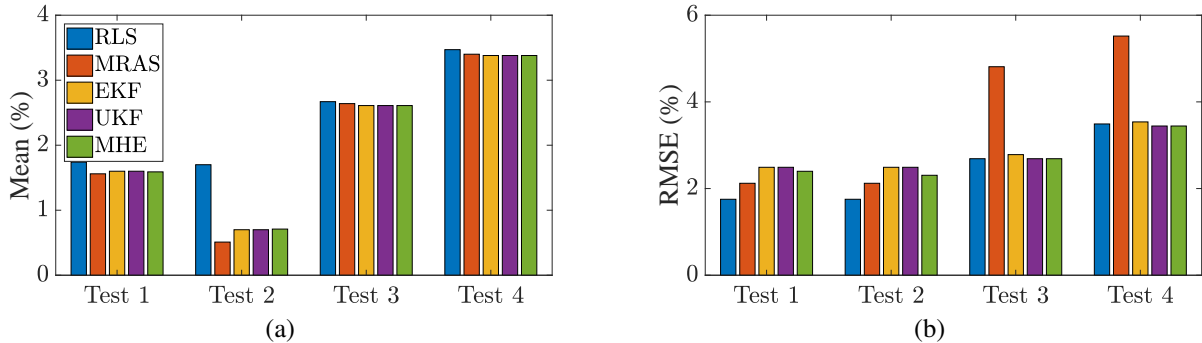 4
3
2
1
0
Mean (%)
RLS
MRAS
EKF
UKF
MHE
Test 1
Test 2
Test 3
Test 4
(a)
6
4
2
0
RMSE (%)
Test 1
Test 2
Test 3
Test 4
(b)